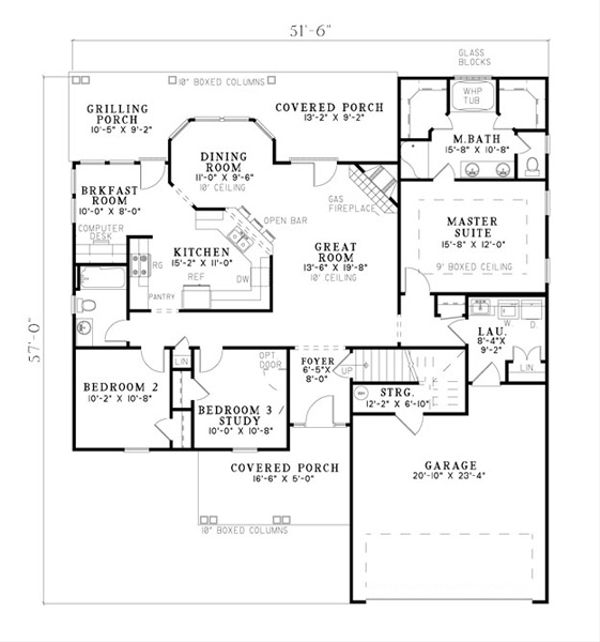 51'-6"
GLASS
BLOCKS
10" BOXED COLUMNS
WHP
TUB
GRILLING
PORCH
10'-5" X 9'-2"
COVERED PORCH
13'-2" X 9'-2"
M.BATH
15'-8" X 10'-8"
DINING
ROOM
11'-0" X 9'-6"
10' CEILING
BRKFAST
ROOM
10'-0" X 8'-0"
GAS
FIREPLACE
COMPUTER
DESK
OPEN BAR
MASTER
SUITE
15'-8" X 12'-0"
9' BOXED CEILING
KITCHEN
15'-2" X 11'-0"
RG
REF
DW
PANTRY
GREAT
ROOM
13'-6" X 19'-8"
10' CEILING
57'-0"
W.
D.
LAU.
8'-4"X
9'-2"
LIN
LIN
OPT
DOOR
FOYER
6'-5"X
8'-0"
UP
BEDROOM 2
10'-2" X 10'-8"
BEDROOM 3
STUDY
10'-0" X 10'-8"
STRG.
12'-2" X 6'-10"
COVERED PORCH
16'-6" X 5'-0"
GARAGE
20'-10" X 23'-4"
10" BOXED COLUMNS